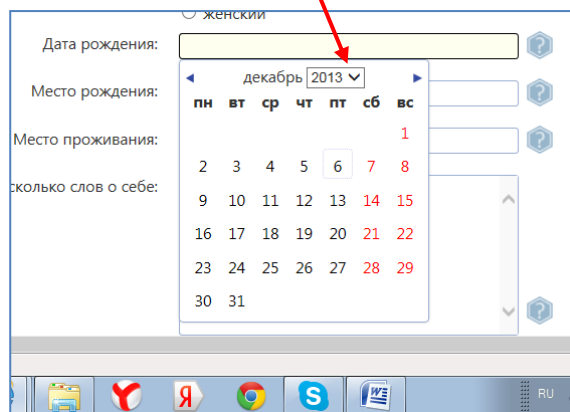 женский
Дата рождения:
декабрь 2013
пн вт ср чт пт сб вс
1
2 3 4 5 6 7 8
9 10 11 12 13 14 15
16 17 18 19 20 21 22
23 24 25 26 27 28 29
30 31
Место рождения:
Место проживания:
сколько слов о себе:
RU